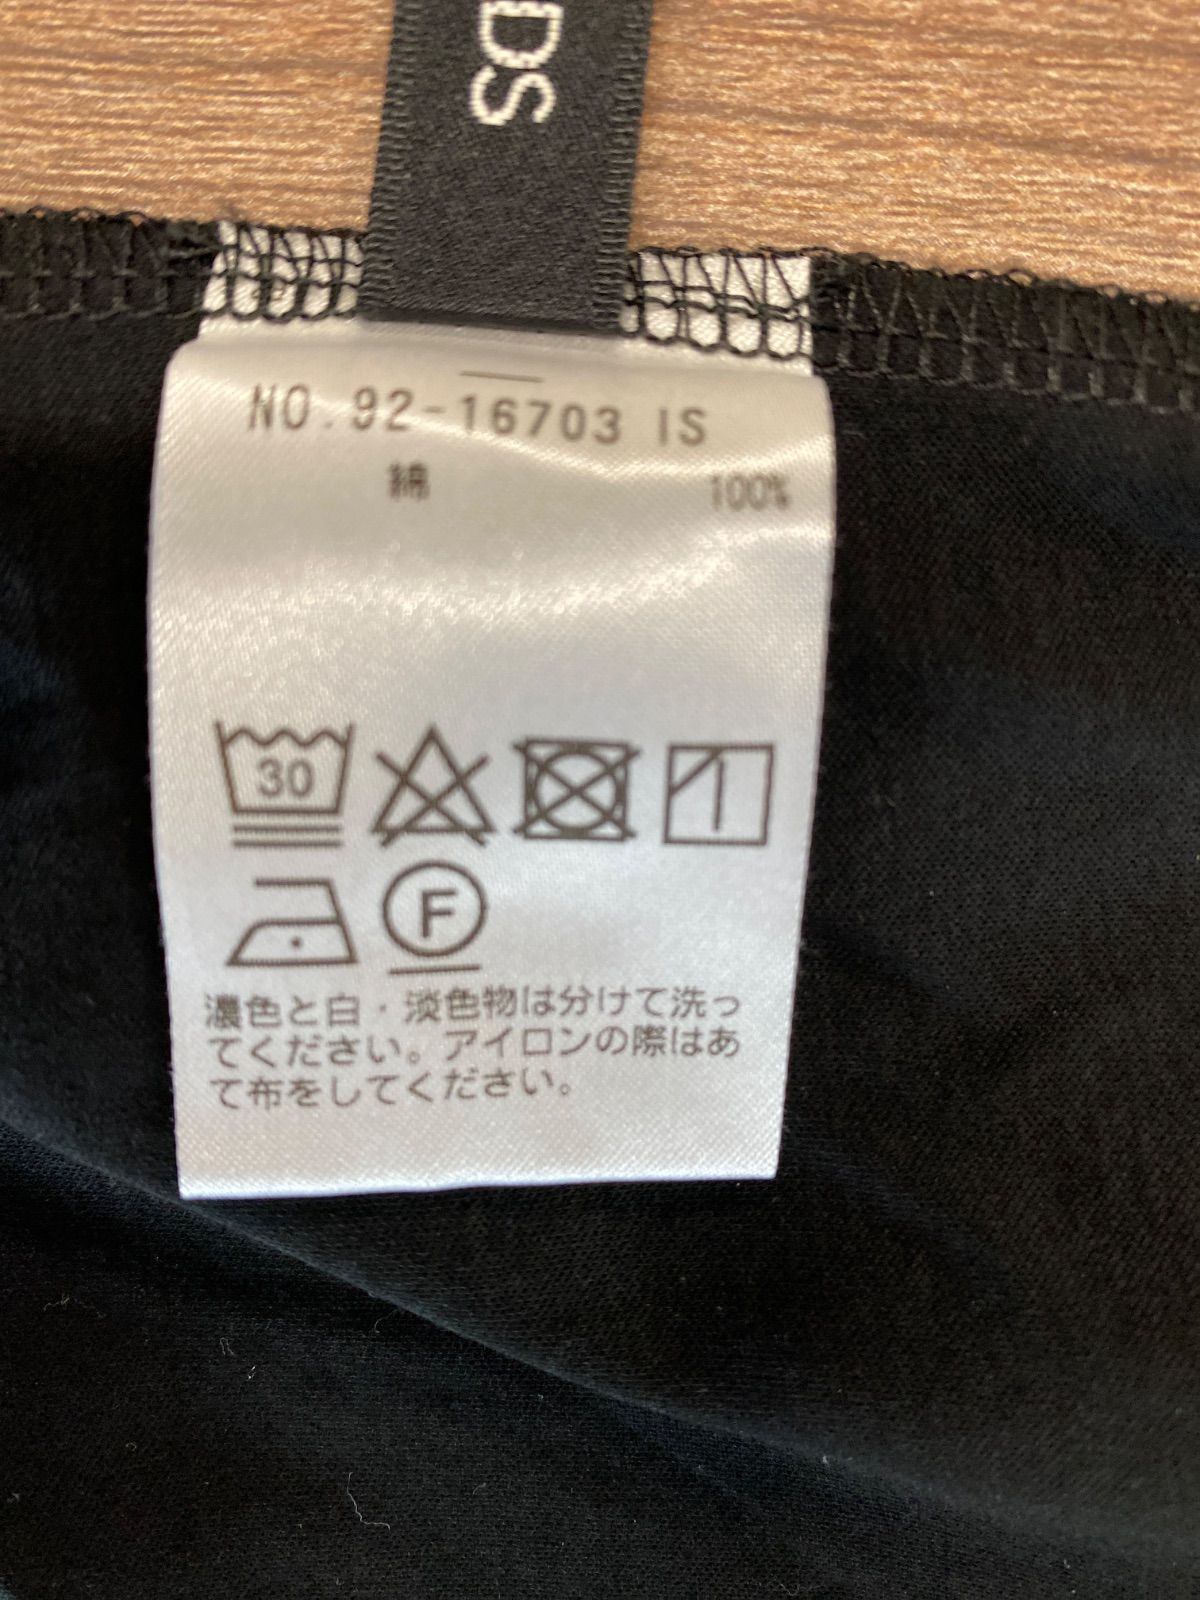 DS
NO.92-16703 IS
綿 100%
30
F
濃色と白・淡色物は分けて洗っ
てください。アイロンの際はあ
て布をしてください。